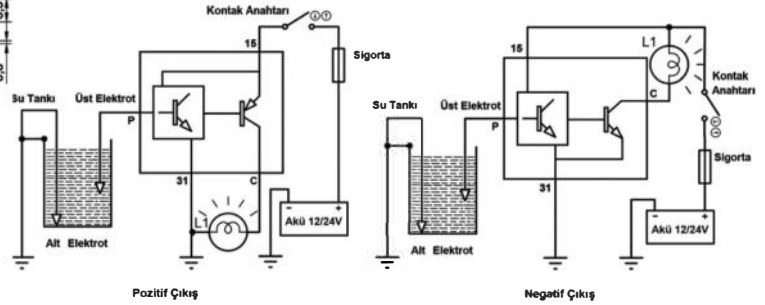 Kontak Anahtarı
15
Sigorta
Su Tankı
Üst Elektrot
P
31
C
L1
- +
Akü 12/24V
Alt Elektrot
Pozitif Çıkış
15
L1
C
Kontak
Anahtarı
Su Tankı
Üst Elektrot
P
Sigorta
31
- +
Akü 12/24V
Alt Elektrot
Negatif Çıkış